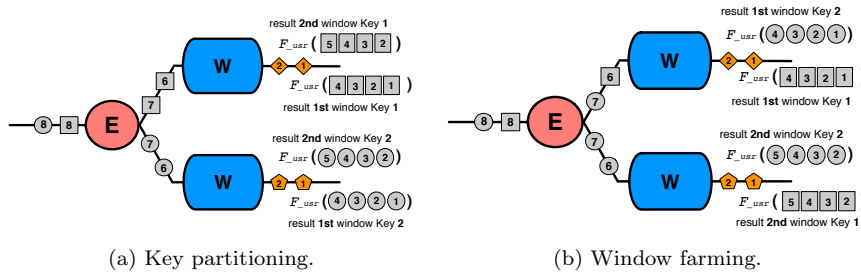 result 2nd window Key 1
F_usr( 5 4 3 2 )
6
W
2 1
F_usr( 4 3 2 1 )
7
result 1st window Key 1
8 8
E
7
result 2nd window Key 2
6
F_usr( 5 4 3 2 )
W
2 1
F_usr( 4 3 2 1 )
result 1st window Key 2
(a) Key partitioning.
result 1st window Key 2
F_usr( 4 3 2 1 )
6
W
2 1
F_usr( 4 3 2 1
7
result 1st window Key 1
8 8
E
7
result 2nd window Key 2
6
F_usr( 5 4 3 2 )
W
2 1
F_usr( 5 4 3 2
result 2nd window Key 1
(b) Window farming.